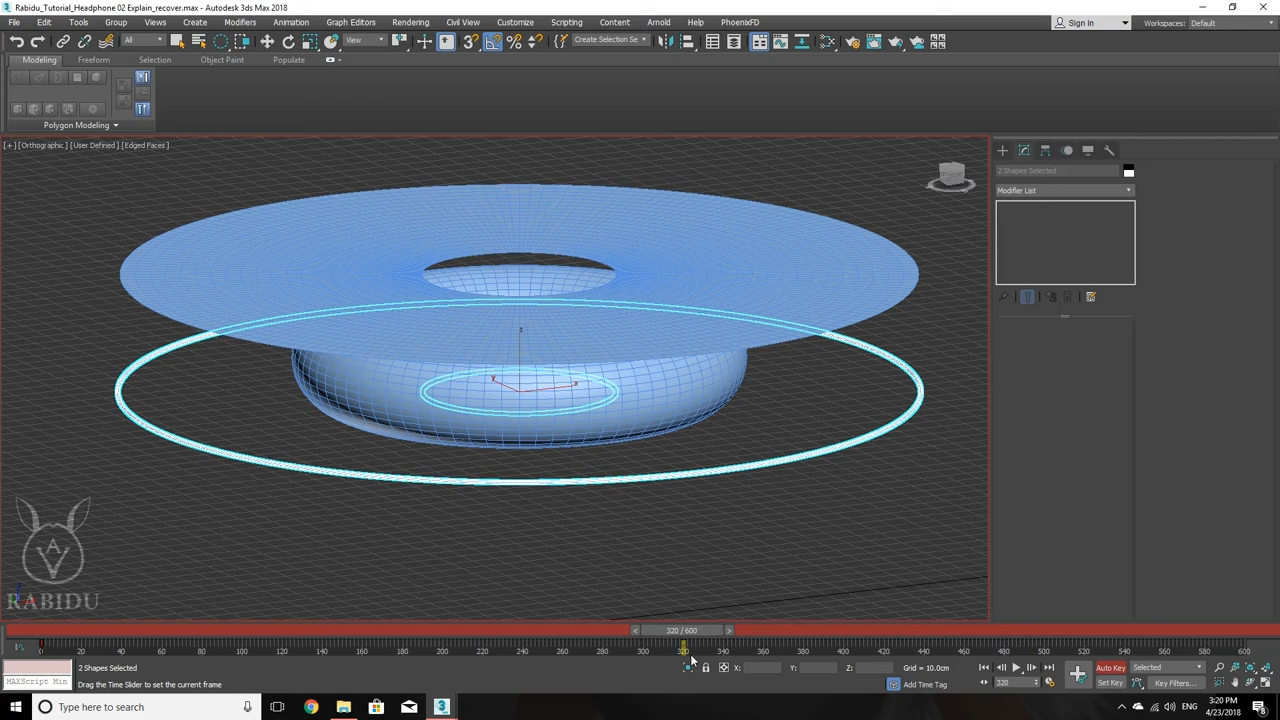 Rabidu_Tutorial_Headphone 02 Explain_recover.max - Autodesk 3ds Max 2018
File Edit Tools Group Views Create Modifiers Animation Graph Editors Rendering Civil View Customize Scripting Content Arnold Help PhoenixFD
Sign In
Workspaces: Default
All
View
Create Selection Se
Modeling Freeform Selection Object Paint Populate
Polygon Modeling
[+] [Orthographic] [User Defined] [Edged Faces]
2 Shapes Selected
Modifier List
z
y
x
A
V
RABIDU
< 320 / 600 >
0 20 40 60 80 100 120 140 160 180 200 220 240 260 280 300 320 340 360 380 400 420 440 460 480 500 520 540 560 580 600
2 Shapes Selected
X: Y: Z: Grid = 10.0cm
Auto Key Selected
MAXScript Min
Drag the Time Slider to set the current frame
Add Time Tag
320
Set Key Key Filters...
Type here to search
ENG
3:20 PM
4/23/2018
8